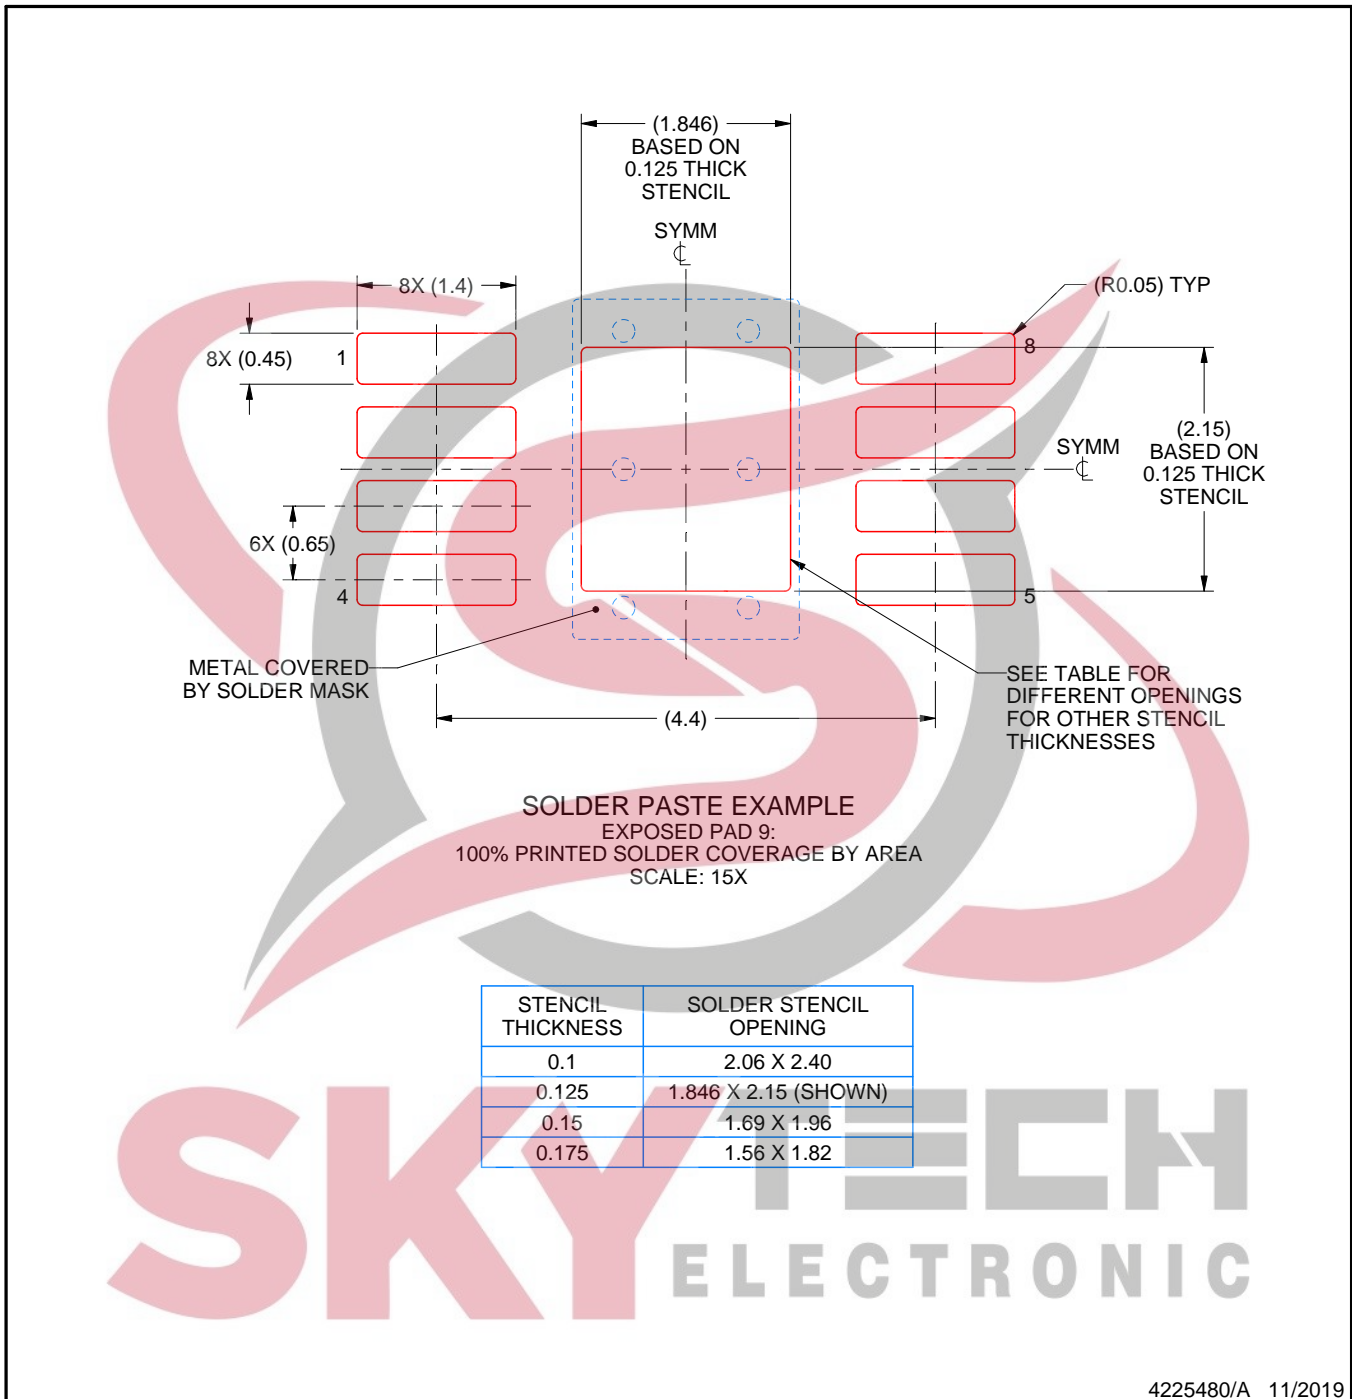 (1.846)
BASED ON
0.125 THICK
STENCIL
SYMM
℄
8X (1.4)
(R0.05) TYP
8X (0.45)
1
8
(2.15)
BASED ON
0.125 THICK
STENCIL
SYMM
℄
6X (0.65)
4
5
METAL COVERED
BY SOLDER MASK
SEE TABLE FOR
DIFFERENT OPENINGS
FOR OTHER STENCIL
THICKNESSES
(4.4)
SOLDER PASTE EXAMPLE
EXPOSED PAD 9:
100% PRINTED SOLDER COVERAGE BY AREA
SCALE: 15X
STENCIL THICKNESS
SOLDER STENCIL OPENING
0.1 2.06 X 2.40
0.125 1.846 X 2.15 (SHOWN)
0.15 1.69 X 1.96
0.175 1.56 X 1.82
SKYTECH
ELECTRONIC
4225480/A 11/2019